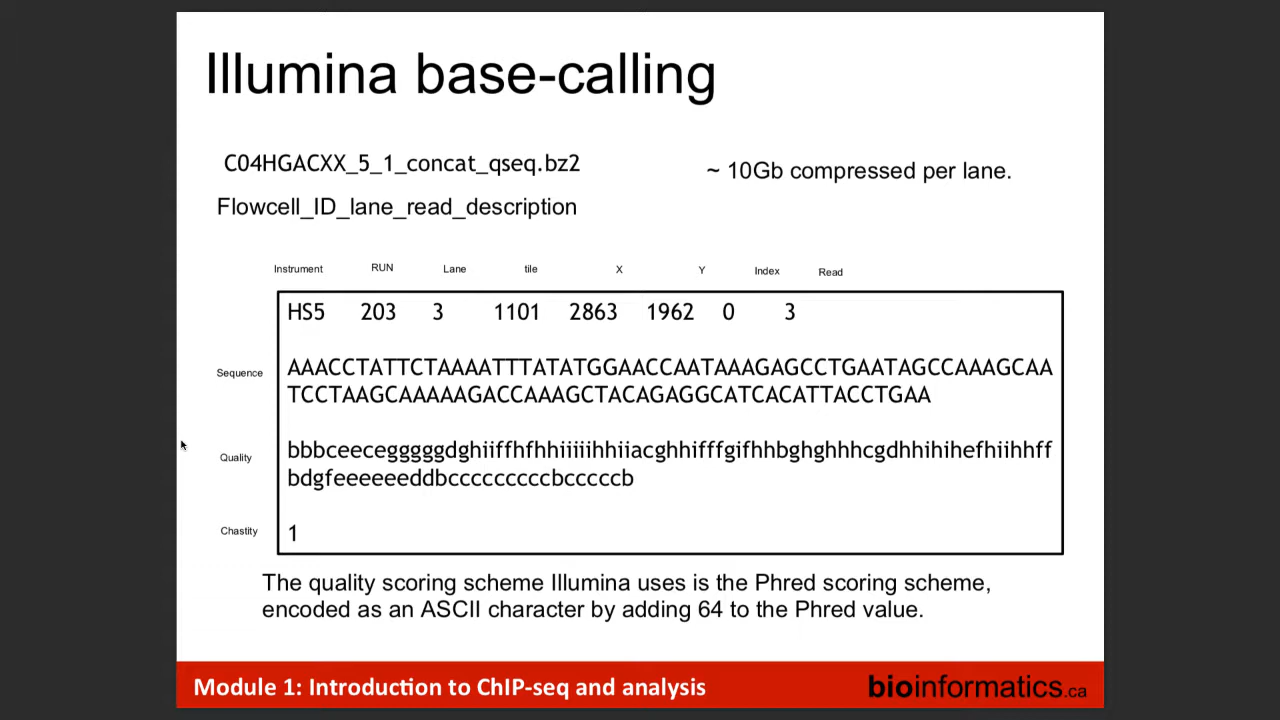 Illumina base-calling
C04HGACXX_5_1_concat_qseq.bz2
~ 10Gb compressed per lane.
Flowcell_ID_lane_read_description
Instrument RUN Lane tile X Y Index Read
HS5 203 3 1101 2863 1962 0 3
Sequence
AAACCTATTCTAAAATTTATATGGAACCAATAAAGAGCCTGAATAGCCAAAGCAA
TCCTAAGCAAAAAGACCAAAGCTACAGAGGCATCACATTACCTGAA
Quality
bbbceeceggggg​dghiiffhfhhiiiiihhiiacghhifffgifhhbghghhhcgdhhihihefhiihhff
bdgfeeeeeeddbcccccccccbcccccb
Chastity
1
The quality scoring scheme Illumina uses is the Phred scoring scheme,
encoded as an ASCII character by adding 64 to the Phred value.
Module 1: Introduction to ChIP-seq and analysis
bioinformatics.ca